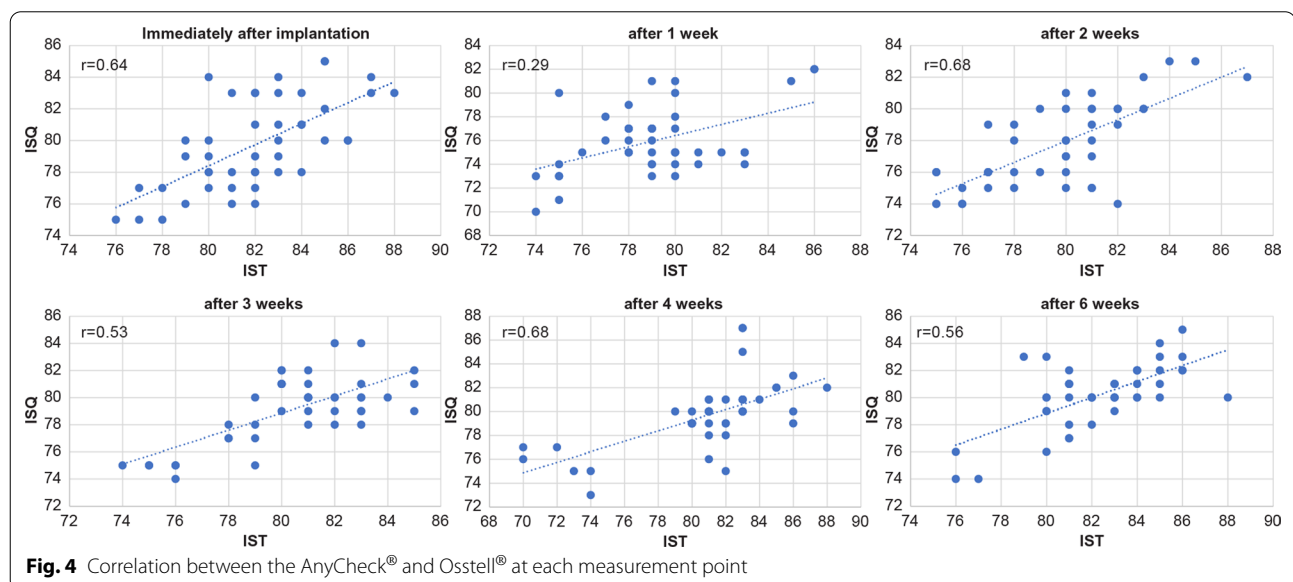 Immediately after implantation
r=0.64
86
84
82
80
78
76
74
ISQ
74 76 78 80 82 84 86 88 90
IST
after 1 week
r=0.29
84
82
80
78
76
74
72
70
68
ISQ
72 74 76 78 80 82 84 86 88
IST
after 2 weeks
r=0.68
84
82
80
78
76
74
72
ISQ
74 76 78 80 82 84 86 88
IST
after 3 weeks
r=0.53
86
84
82
80
78
76
74
72
ISQ
72 74 76 78 80 82 84 86
IST
after 4 weeks
r=0.68
88
86
84
82
80
78
76
74
72
ISQ
68 70 72 74 76 78 80 82 84 86 88 90
IST
after 6 weeks
r=0.56
86
84
82
80
78
76
74
72
ISQ
74 76 78 80 82 84 86 88 90
IST
Fig. 4 Correlation between the AnyCheck® and Osstell® at each measurement point